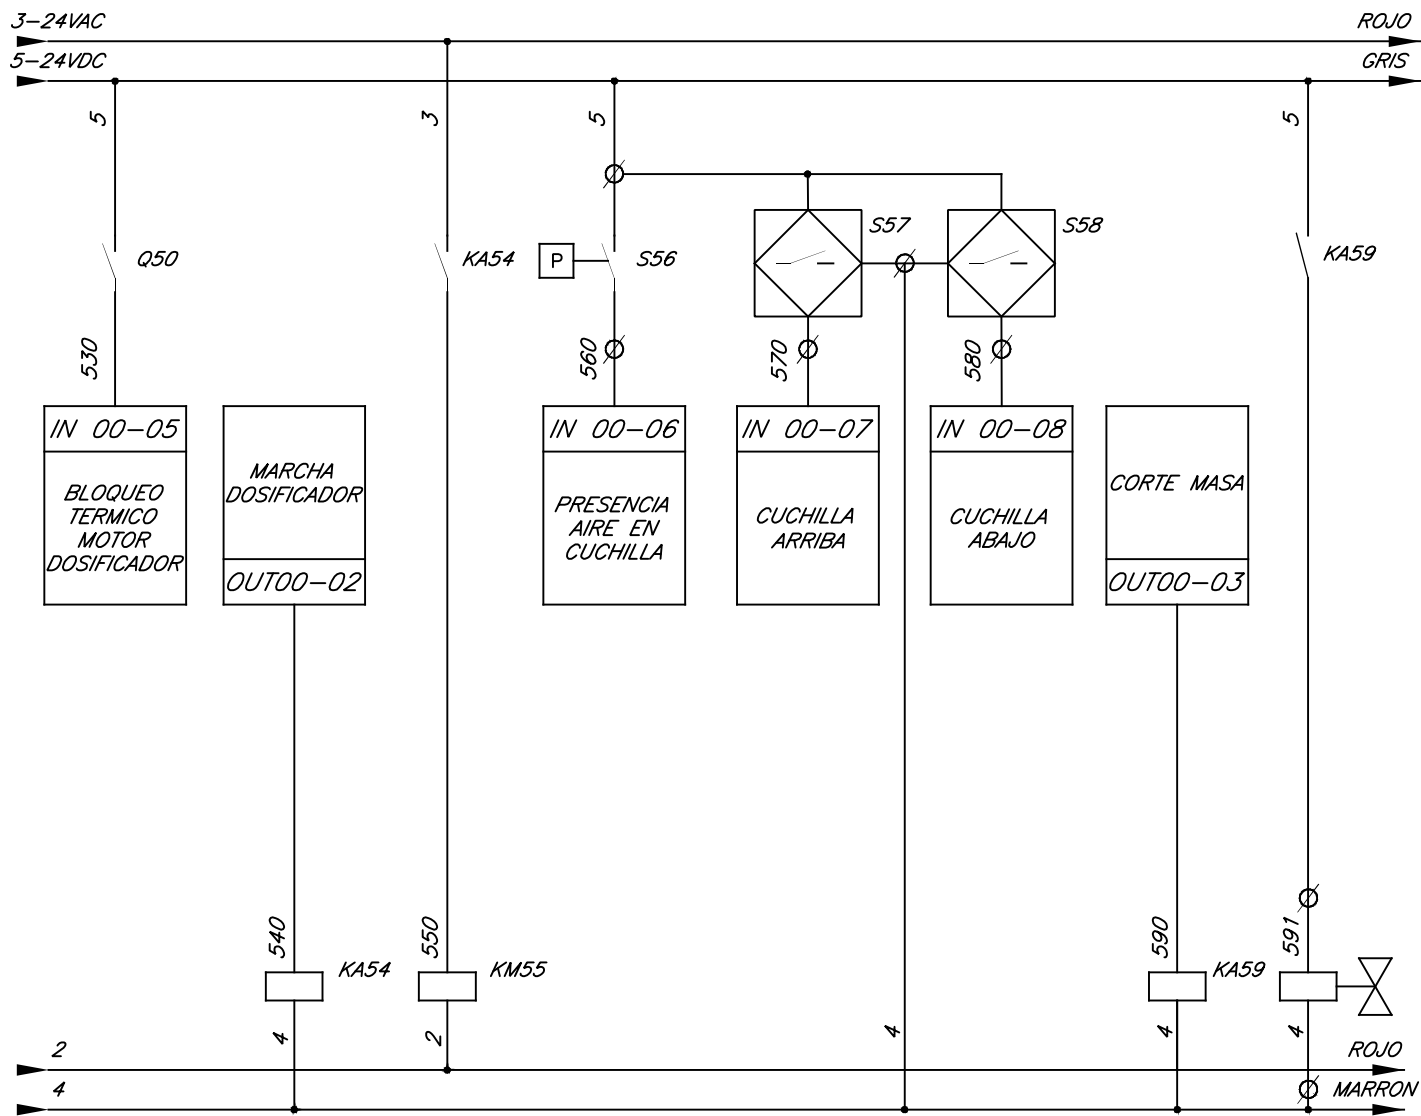 3-24VAC
ROJO
5-24VDC
GRIS
5
3
5
5
Q50
KA54
P
S56
S57
S58
KA59
530
560
570
580
IN 00-05
BLOQUEO
TERMICO
MOTOR
DOSIFICADOR
MARCHA
DOSIFICADOR
OUT00-02
IN 00-06
PRESENCIA
AIRE EN
CUCHILLA
IN 00-07
CUCHILLA
ARRIBA
IN 00-08
CUCHILLA
ABAJO
CORTE MASA
OUT00-03
540
KA54
550
KM55
590
KA59
591
4
2
4
4
4
2
ROJO
4
MARRON